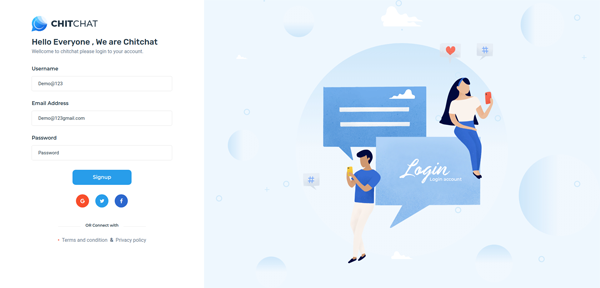 CHITCHAT
Hello Everyone , We are Chitchat
Welcome to chitchat please login to your account.
Username
Demo@123
Email Address
Demo@123gmail.com
Password
Password
Signup
G
f
OR Connect with
* Terms and condition & Privacy policy
#
#
Login
Login account